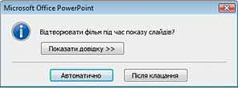 Microsoft Office PowerPoint
Відтворювати фільм під час показу слайдів?
Показати довідку >>
Автоматично
Після клацання